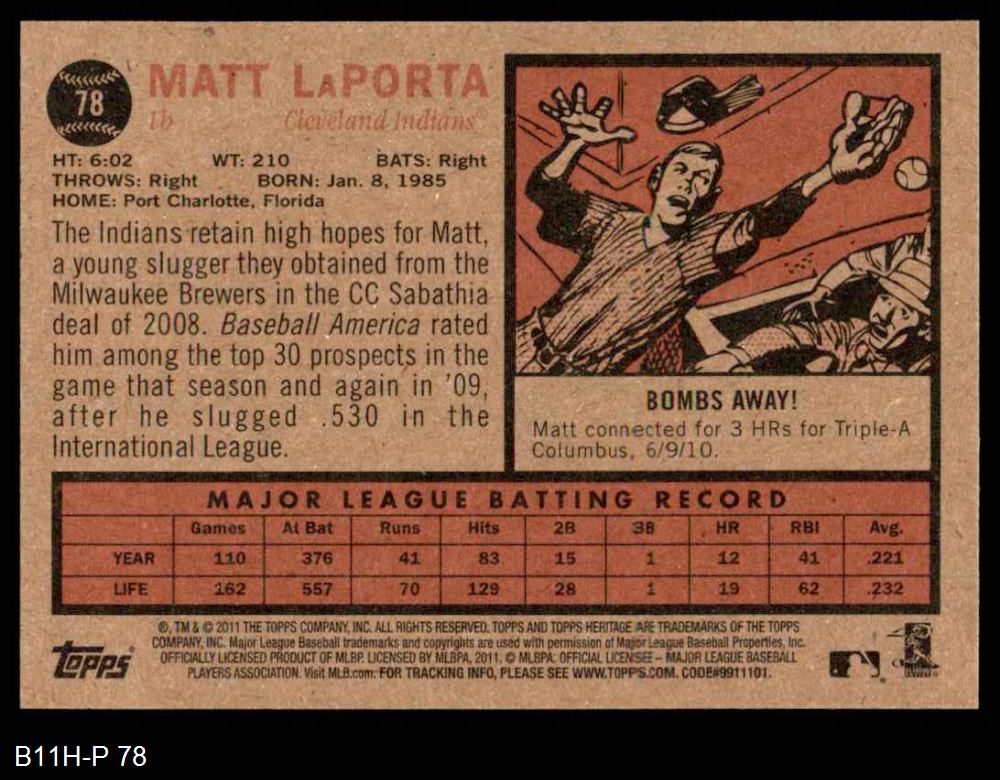 78
MATT LaPORTA
1b Cleveland Indians
HT: 6:02 WT: 210 BATS: Right
THROWS: Right BORN: Jan. 8, 1985
HOME: Port Charlotte, Florida
The Indians retain high hopes for Matt,
a young slugger they obtained from the
Milwaukee Brewers in the CC Sabathia
deal of 2008. Baseball America rated
him among the top 30 prospects in the
game that season and again in '09,
after he slugged .530 in the
International League.
BOMBS AWAY!
Matt connected for 3 HRs for Triple-A
Columbus, 6/9/10.
MAJOR LEAGUE BATTING RECORD
Games At Bat Runs Hits 2B 3B HR RBI Avg.
YEAR 110 376 41 83 15 1 12 41 .221
LIFE 162 557 70 129 28 1 19 62 .232
®, TM & © 2011 THE TOPPS COMPANY, INC. ALL RIGHTS RESERVED. TOPPS AND TOPPS HERITAGE ARE TRADEMARKS OF THE TOPPS
COMPANY, INC. Major League Baseball trademarks and copyrights are used with permission of Major League Baseball Properties, Inc.
OFFICIALLY LICENSED PRODUCT OF MLBP. LICENSED BY MLBPA, 2011, © MLBPA. OFFICIAL LICENSEE – MAJOR LEAGUE BASEBALL
PLAYERS ASSOCIATION. Visit MLB.com. FOR TRACKING INFO, PLEASE SEE WWW.TOPPS.COM. CODE#9911101.
Topps
B11H-P 78